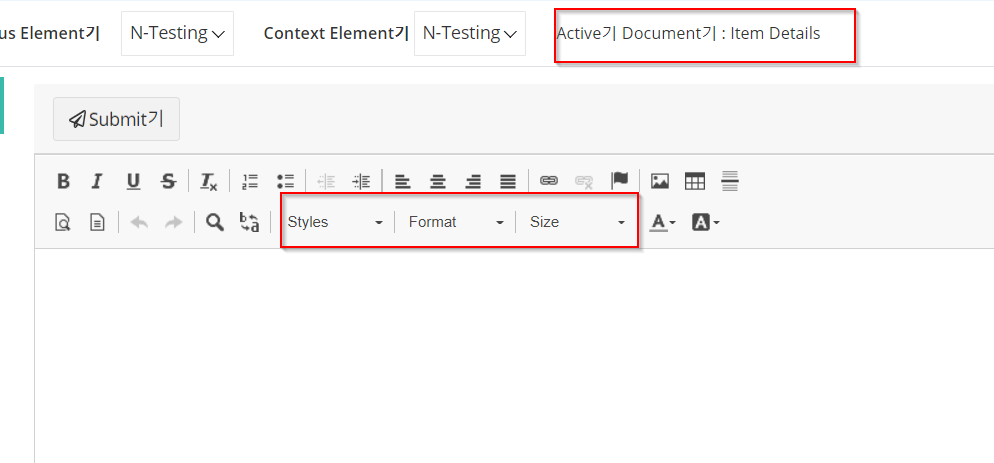 us Element기 N-Testing Context Element기 N-Testing Active기 Document기 : Item Details
Submit기
B I U S Tx
Styles Format Size A A